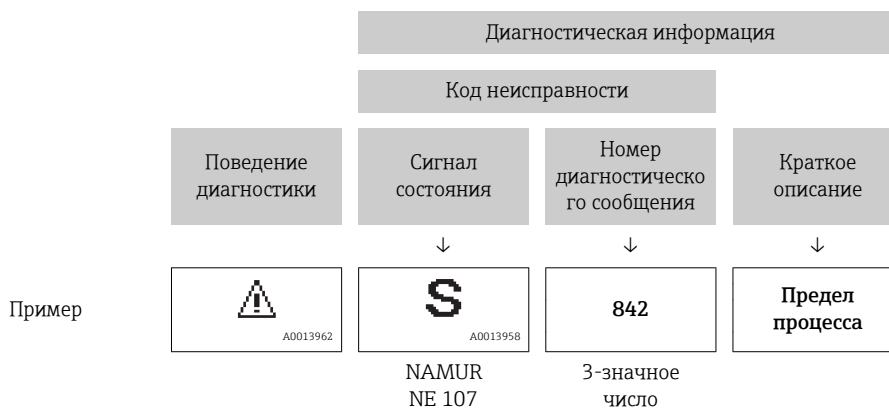 Диагностическая информация
Код неисправности
Поведение
диагностики
Сигнал
состояния
Номер
диагностическо
го сообщения
Краткое
описание
↓ ↓ ↓
Пример
A0013962
S
A0013958
842
Предел
процесса
NAMUR
NE 107
3-значное
число